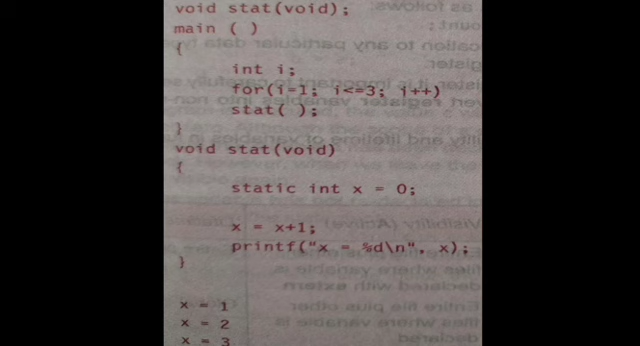 void stat(void);
main ( )
{
int i;
for(i=1; i<=3; i++)
stat( );
}
void stat(void)
{
static int x = 0;
x = x+1;
printf("x = %d\n", x);
}
x = 1
x = 2
x = 3